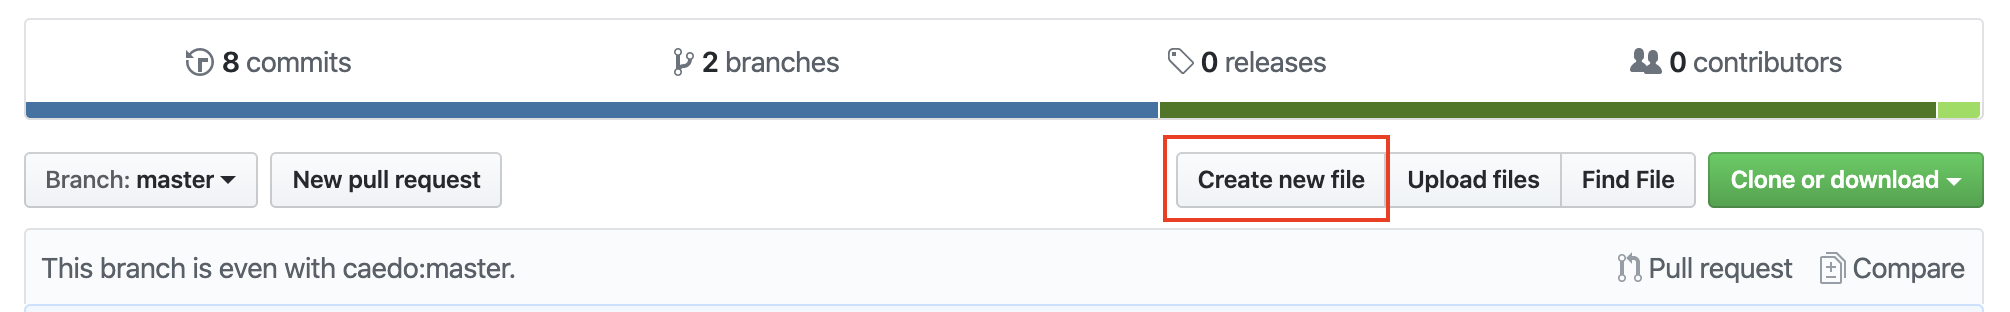 8 commits 2 branches 0 releases 0 contributors
Branch: master New pull request Create new file Upload files Find File Clone or download
This branch is even with caedo:master. Pull request Compare